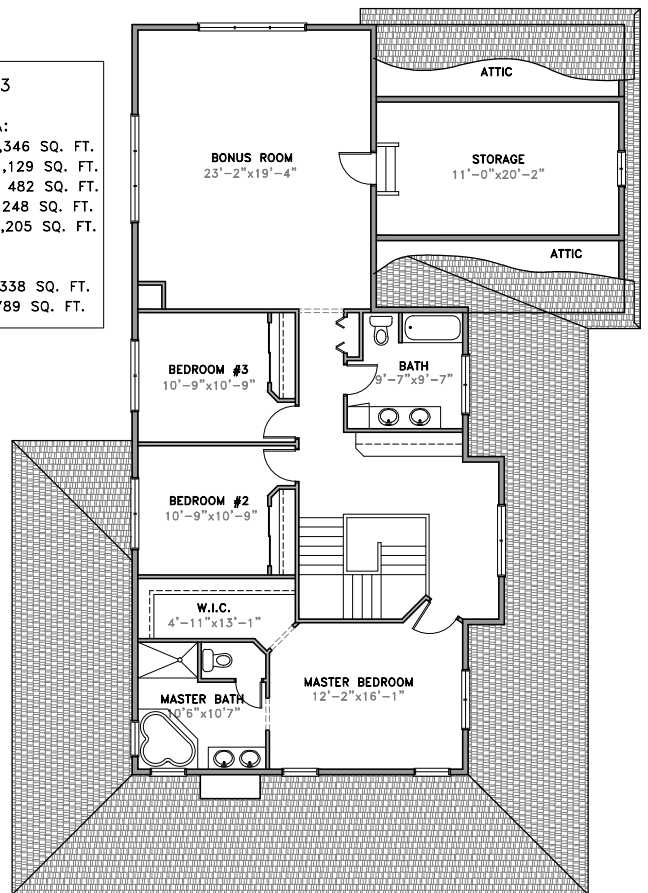 3
A:
,346 SQ. FT.
,129 SQ. FT.
482 SQ. FT.
248 SQ. FT.
,205 SQ. FT.
338 SQ. FT.
789 SQ. FT.
ATTIC
BONUS ROOM
23'-2"x19'-4"
STORAGE
11'-0"x20'-2"
ATTIC
BEDROOM #3
10'-9"x10'-9"
BATH
9'-7"x9'-7"
BEDROOM #2
10'-9"x10'-9"
W.I.C.
4'-11"x13'-1"
MASTER BEDROOM
12'-2"x16'-1"
MASTER BATH
10'6"x10'7"